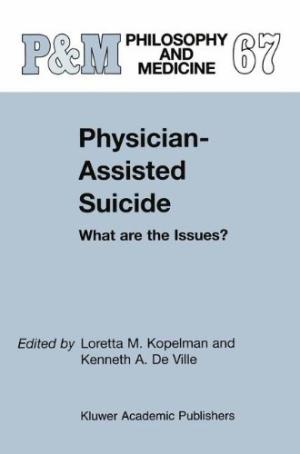 P&M PHILOSOPHY AND MEDICINE 67
Physician-
Assisted
Suicide
What are the Issues?
Edited by Loretta M. Kopelman and
Kenneth A. De Ville
Kluwer Academic Publishers